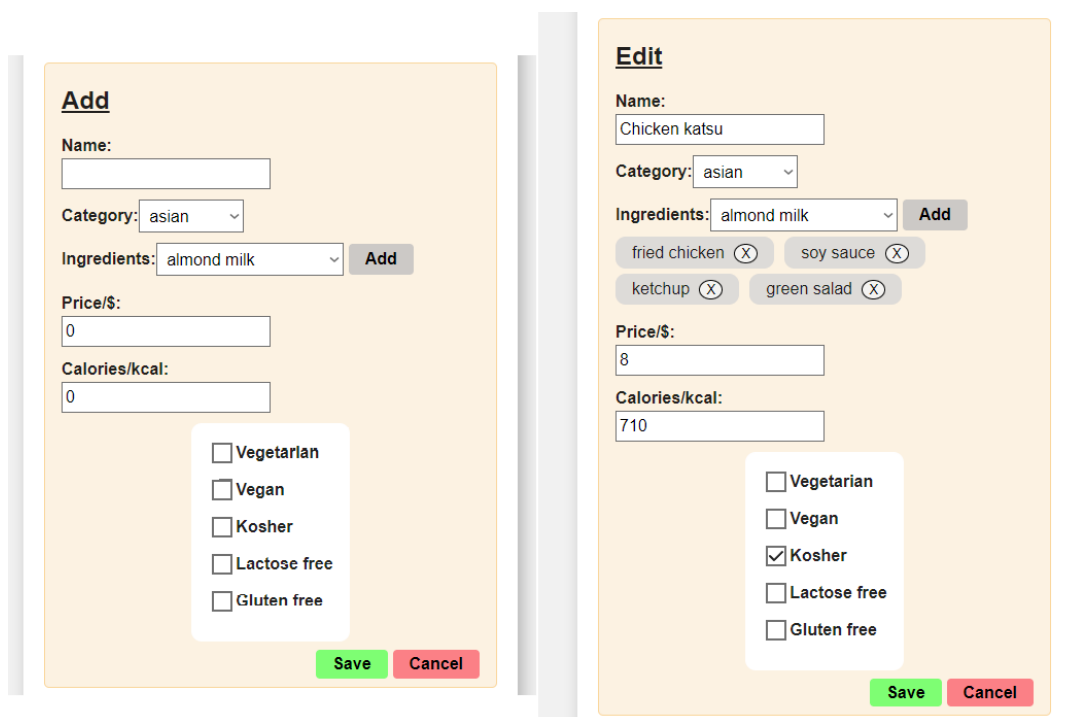 Add
Name:
Category: asian
Ingredients: almond milk Add
Price/$:
0
Calories/kcal:
0
Vegetarian
Vegan
Kosher
Lactose free
Gluten free
Save Cancel
Edit
Name:
Chicken katsu
Category: asian
Ingredients: almond milk Add
fried chicken X soy sauce X
ketchup X green salad X
Price/$:
8
Calories/kcal:
710
Vegetarian
Vegan
Kosher
Lactose free
Gluten free
Save Cancel